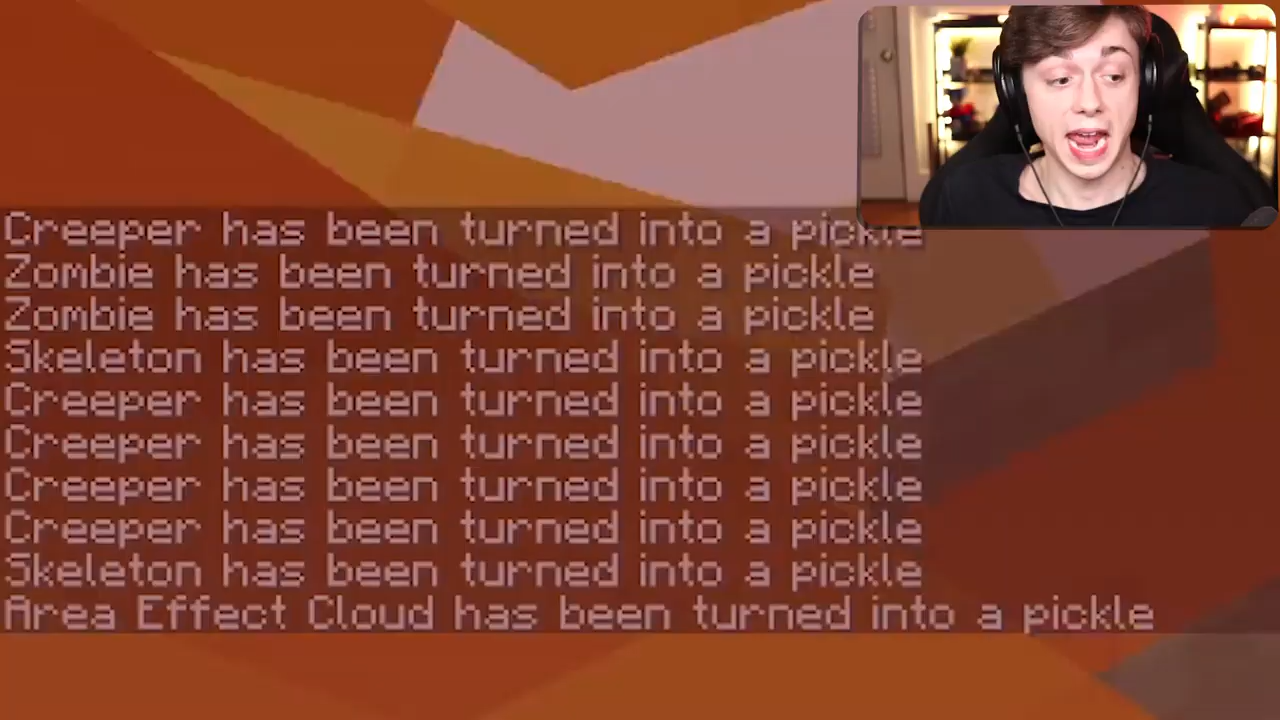 Creeper has been turned into a pickle
Zombie has been turned into a pickle
Zombie has been turned into a pickle
Skeleton has been turned into a pickle
Creeper has been turned into a pickle
Creeper has been turned into a pickle
Creeper has been turned into a pickle
Creeper has been turned into a pickle
Skeleton has been turned into a pickle
Area Effect Cloud has been turned into a pickle